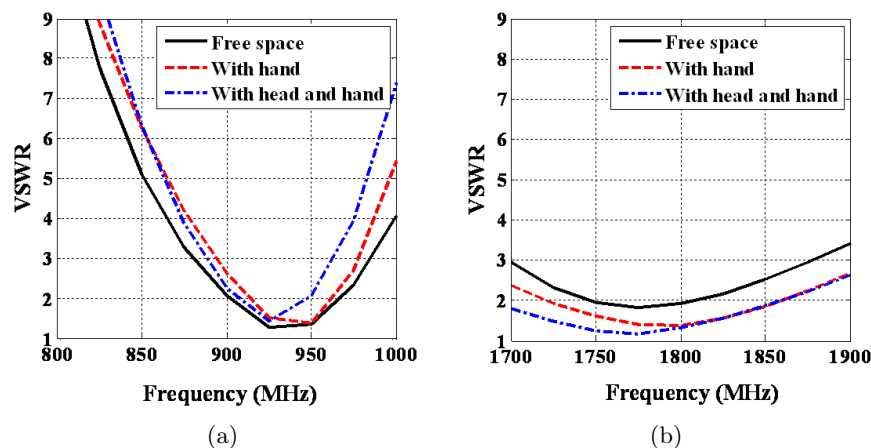 9
8
7
6
5
4
3
2
1
VSWR
Free space
With hand
With head and hand
800
850
900
950
1000
Frequency (MHz)
(a)
9
8
7
6
5
4
3
2
1
VSWR
Free space
With hand
With head and hand
1700
1750
1800
1850
1900
Frequency (MHz)
(b)